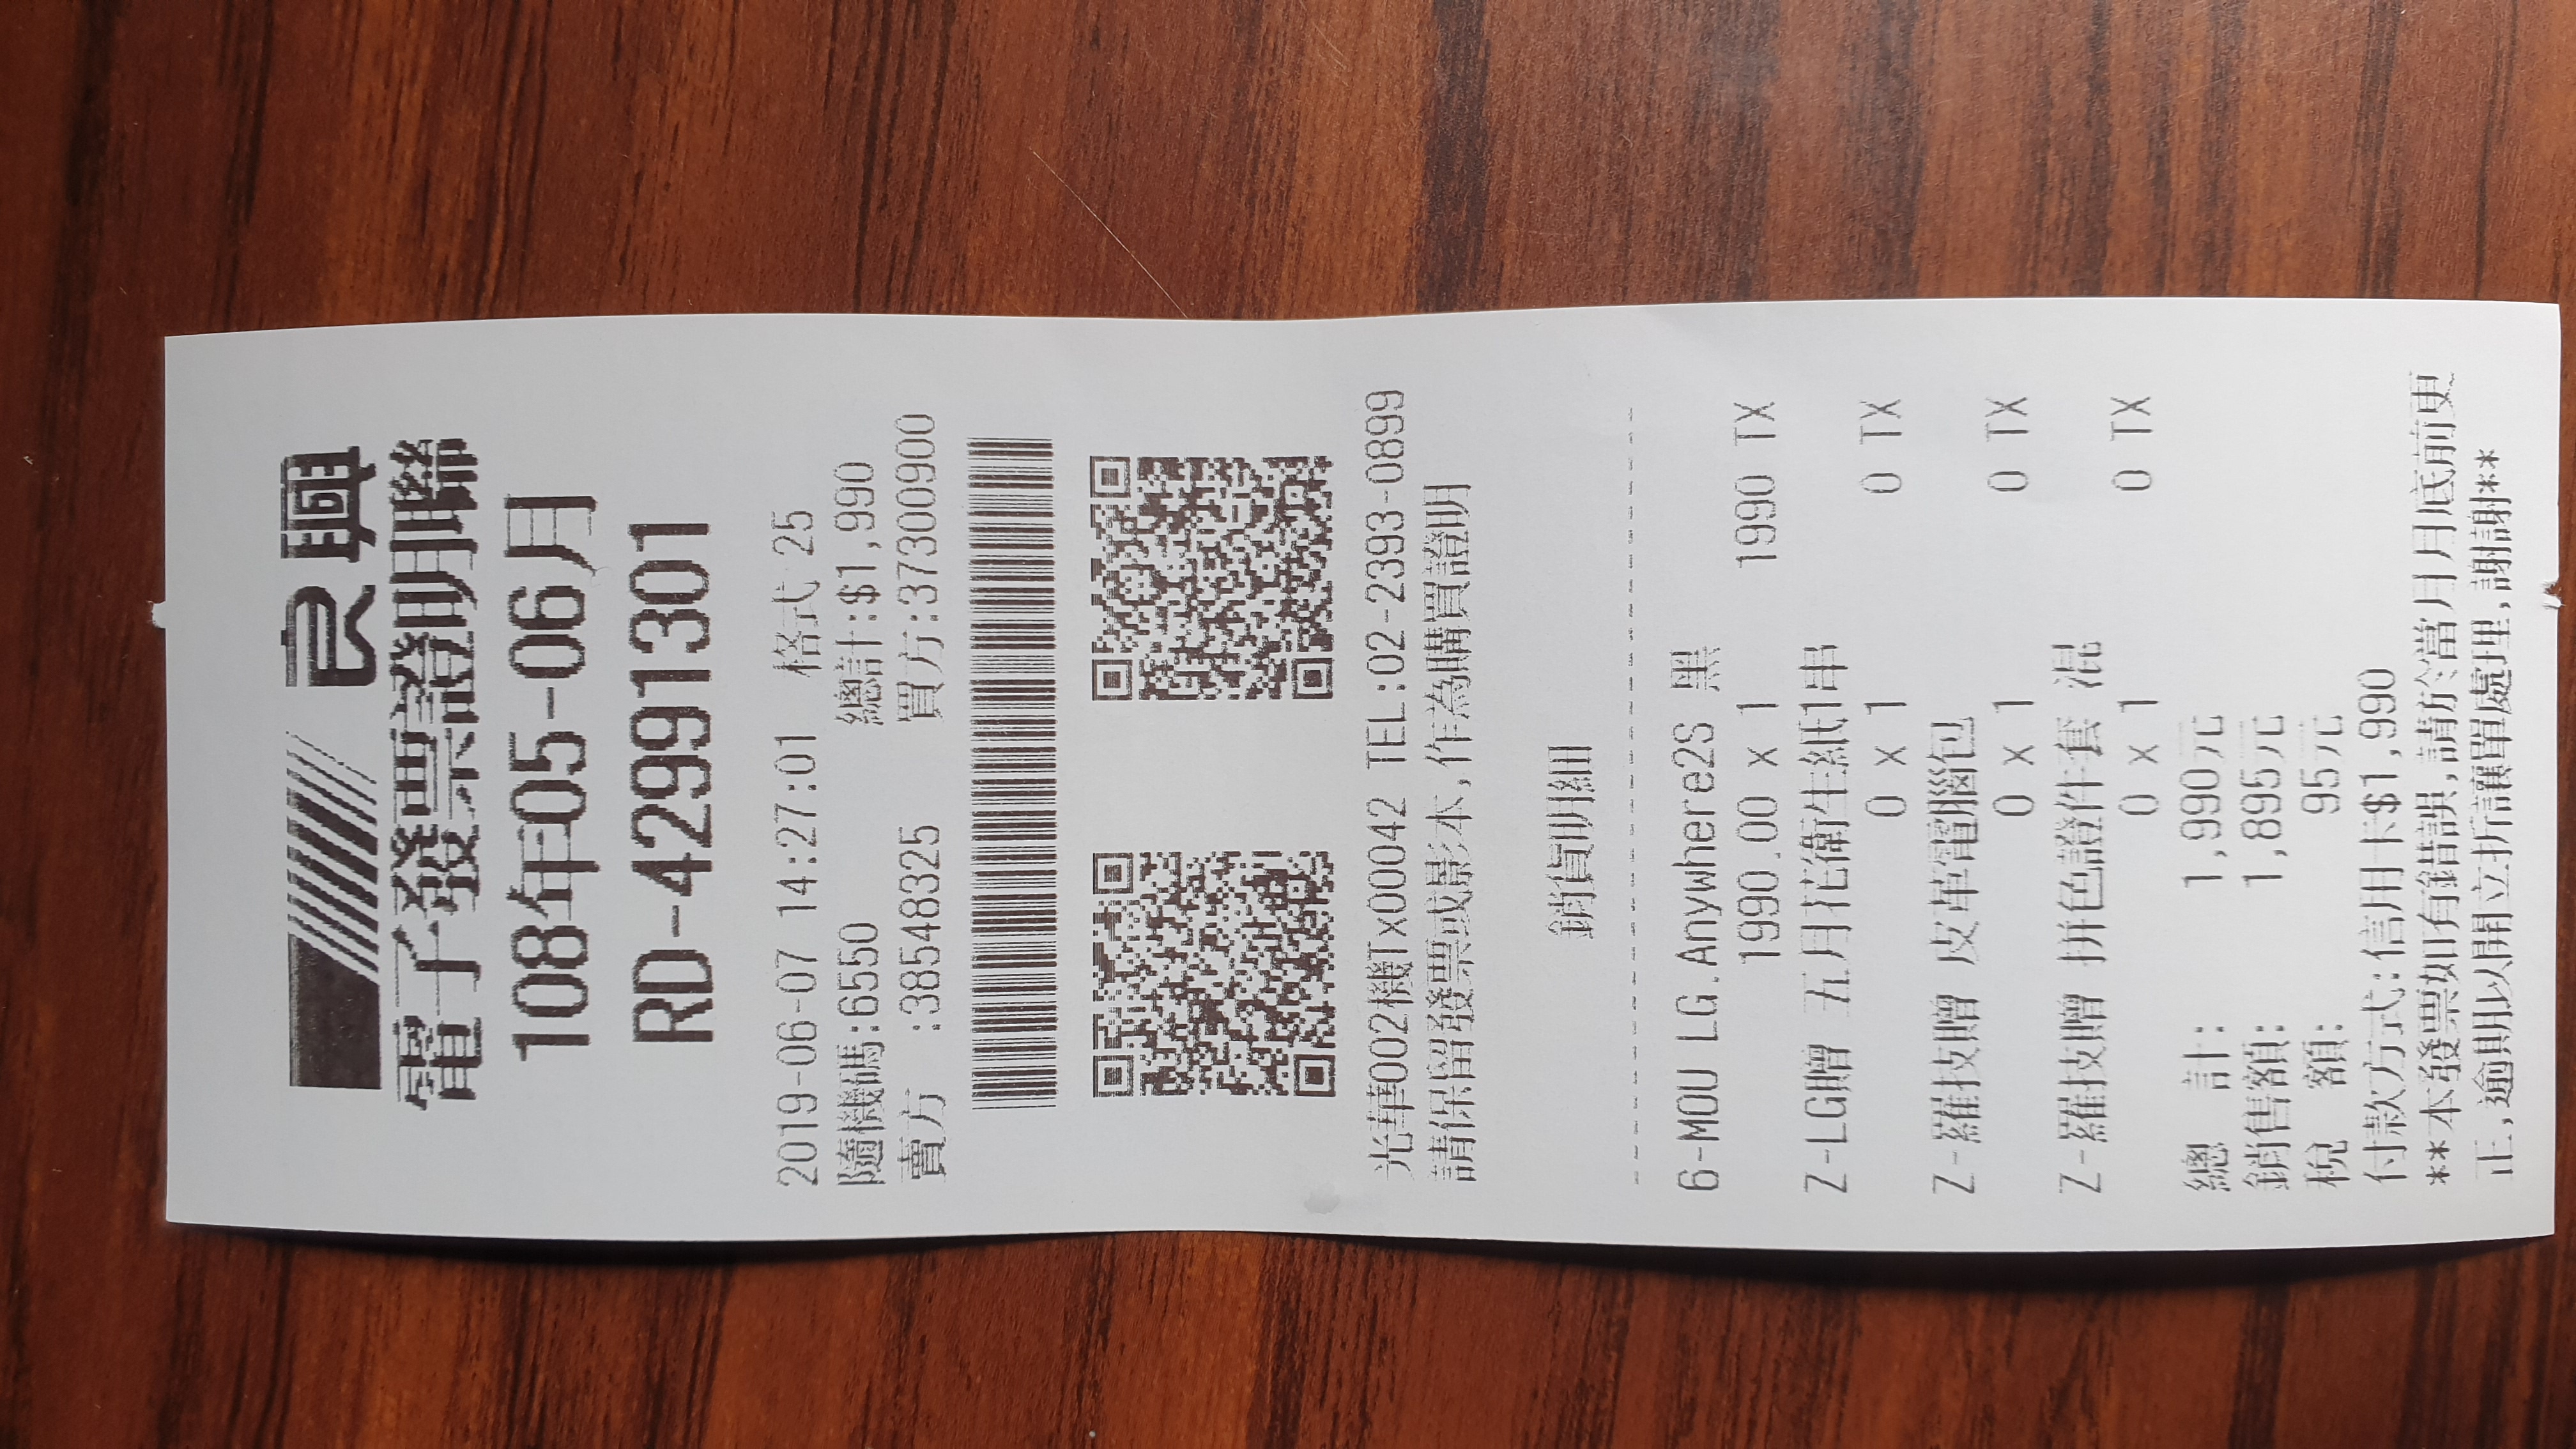 良興
電子發票證明聯
108年05-06月
RD-42991301
2019-06-07 14:27:01 格式 25
隨機碼:6550 總計:$1,990
賣方 :38548325 買方:37300900
光華002機Tx00042 TEL:02-2393-0899
請保留發票或影本,作為購買證明
銷貨明細
6-MOU LG.Anywhere2S 黑
1990.00 x 1 1990 TX
Z-LG贈 五月花衛生紙1串
0 x 1 0 TX
Z-羅技贈 皮革電腦包
0 x 1 0 TX
Z-羅技贈 拼色證件套 混
0 x 1 0 TX
總 計: 1,990元
銷售額: 1,895元
稅 額: 95元
付款方式:信用卡$1,990
**本發票如有錯誤,請於當月月底前更
正,逾期以開立折讓單處理,謝謝**